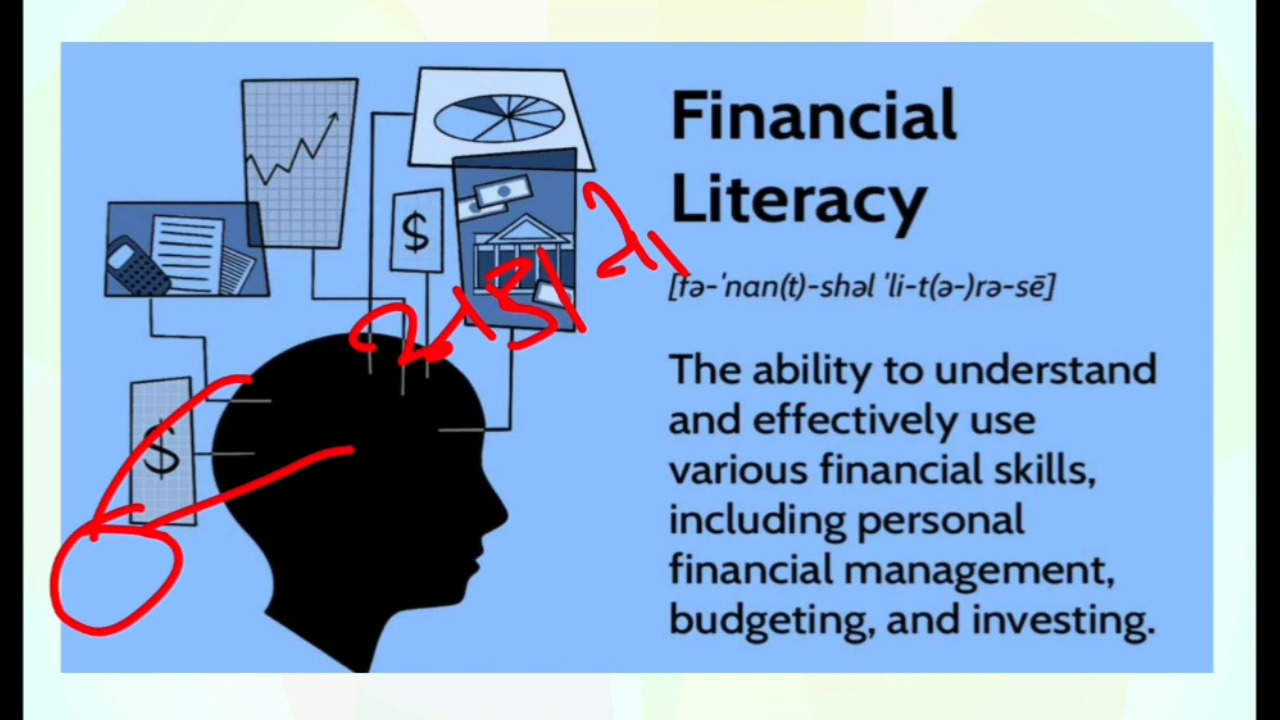 Financial
Literacy
[fə-ˈnan(t)-shəl ˈli-t(ə-)rə-sē]
The ability to understand
and effectively use
various financial skills,
including personal
financial management,
budgeting, and investing.
$
$